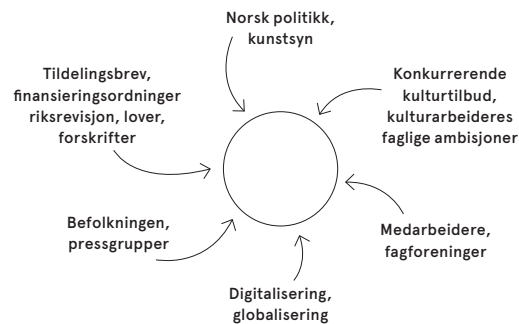 Norsk politikk,
kunstsyn
Tildelingsbrev,
finansieringsordninger
riksrevisjon, lover,
forskrifter
Konkurrerende
kulturtilbud,
kulturarbeideres
faglige ambisjoner
Befolkningen,
pressgrupper
Medarbeidere,
fagforeninger
Digitalisering,
globalisering